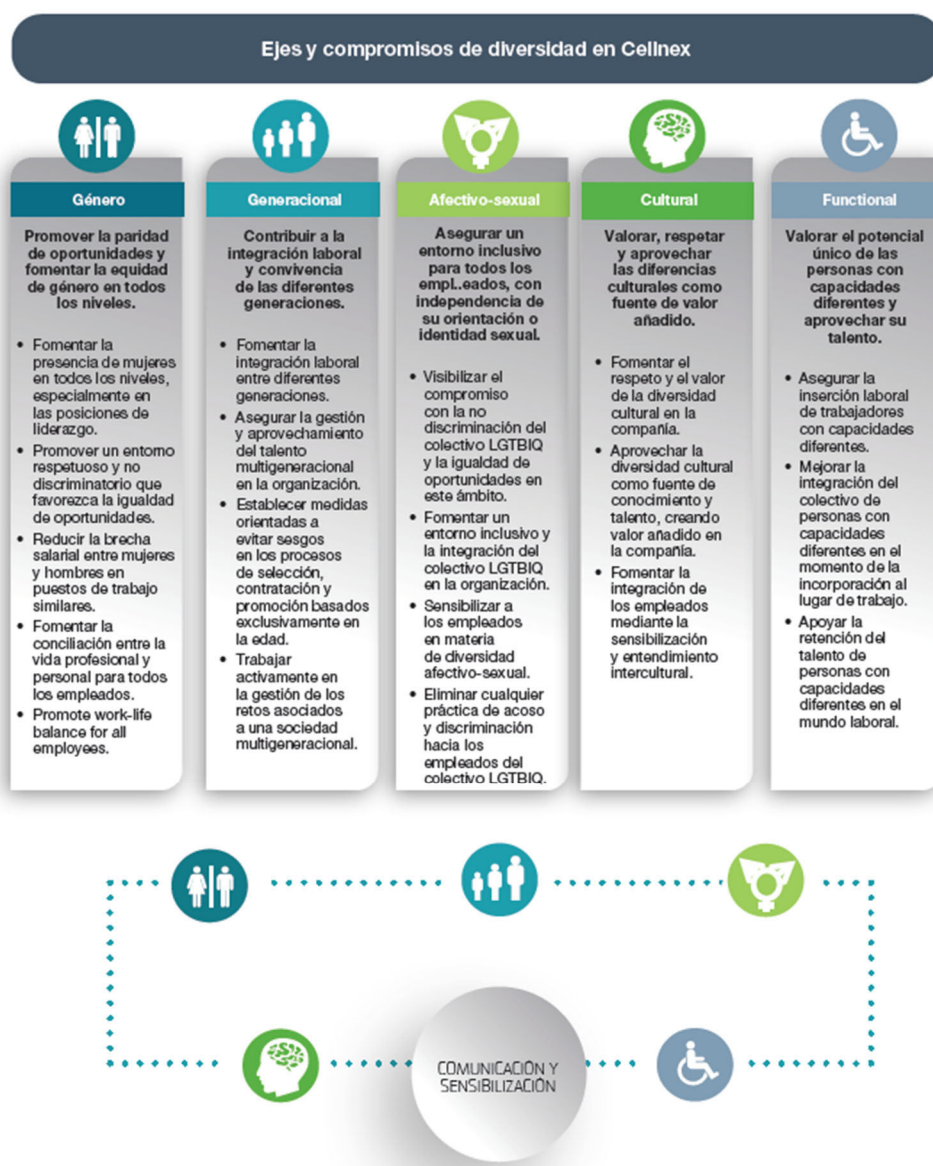 Ejes y compromisos de diversidad en Cellnex
Género
Promover la paridad
de oportunidades y
fomentar la equidad
de género en todos
los niveles.
• Fomentar la
presencia de mujeres
en todos los niveles,
especialmente en
las posiciones de
liderazgo.
• Promover un entorno
respetuoso y no
discriminatorio que
favorezca la igualdad
de oportunidades.
• Reducir la brecha
salarial entre mujeres
y hombres en
puestos de trabajo
similares.
• Fomentar la
conciliación entre la
vida profesional y
personal para todos
los empleados.
• Promote work-life
balance for all
employees.
Generacional
Contribuir a la
integración laboral
y convivencia
de las diferentes
generaciones.
• Fomentar la
integración laboral
entre diferentes
generaciones.
• Asegurar la gestión
y aprovechamiento
del talento
multigeneracional
en la organización.
• Establecer medidas
orientadas a
evitar sesgos
en los procesos
de selección,
contratación y
promoción basados
exclusivamente en
la edad.
• Trabajar
activamente en
la gestión de los
retos asociados
a una sociedad
multigeneracional.
Afectivo-sexual
Asegurar un
entorno inclusivo
para todos los
empl..eados, con
independencia de
su orientación o
identidad sexual.
• Visibilizar el
compromiso
con la no
discriminación del
colectivo LGTBIQ
y la igualdad de
oportunidades en
este ámbito.
• Fomentar un
entorno inclusivo y
la integración del
colectivo LGTBIQ
en la organización.
• Sensibilizar a
los empleados
en materia
de diversidad
afectivo-sexual.
• Eliminar cualquier
práctica de acoso
y discriminación
hacia los
empleados del
colectivo LGTBIQ.
Cultural
Valorar, respetar
y aprovechar
las diferencias
culturales como
fuente de valor
añadido.
• Fomentar el
respeto y el valor
de la diversidad
cultural en la
compañía.
• Aprovechar la
diversidad cultural
como fuente de
conocimiento y
talento, creando
valor añadido en
la compañía.
• Fomentar la
integración de
los empleados
mediante la
sensibilización
y entendimiento
intercultural.
Functional
Valorar el potencial
único de las
personas con
capacidades
diferentes y
aprovechar su
talento.
• Asegurar la
inserción laboral
de trabajadores
con capacidades
diferentes.
• Mejorar la
integración del
colectivo de
personas con
capacidades
diferentes en el
momento de la
incorporación al
lugar de trabajo.
• Apoyar la
retención del
talento de
personas con
capacidades
diferentes en el
mundo laboral.
COMUNICACIÓN Y
SENSIBILIZACIÓN